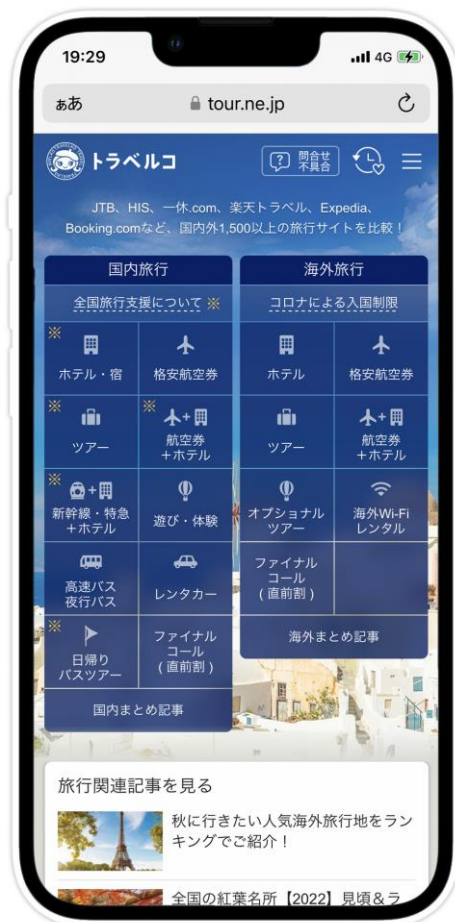 19:29
4G
ぁあ
tour.ne.jp
トラベルコ
問合せ
不具合
JTB、HIS、一休.com、楽天トラベル、Expedia、
Booking.comなど、国内外1,500以上の旅行サイトを比較！
国内旅行
全国旅行支援について ※
※
ホテル・宿
格安航空券
※
ツアー
※
+
航空券
＋ホテル
※
+
新幹線・特急
＋ホテル
遊び・体験
高速バス
夜行バス
レンタカー
※
日帰り
バスツアー
ファイナル
コール
(直前割)
国内まとめ記事
海外旅行
コロナによる入国制限
ホテル
格安航空券
ツアー
+
航空券
＋ホテル
オプショナル
ツアー
海外Wi-Fi
レンタル
ファイナル
コール
(直前割)
海外まとめ記事
旅行関連記事を見る
秋に行きたい人気海外旅行地をラン
キングでご紹介！
全国の紅葉名所【2022】見頃＆ラ